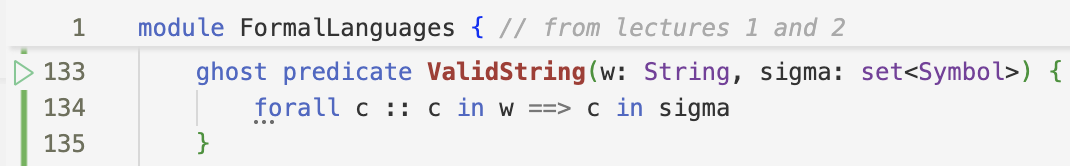 1 module FormalLanguages { // from lectures 1 and 2
133 ghost predicate ValidString(w: String, sigma: set<Symbol>) {
134 forall c :: c in w ==> c in sigma
135 }